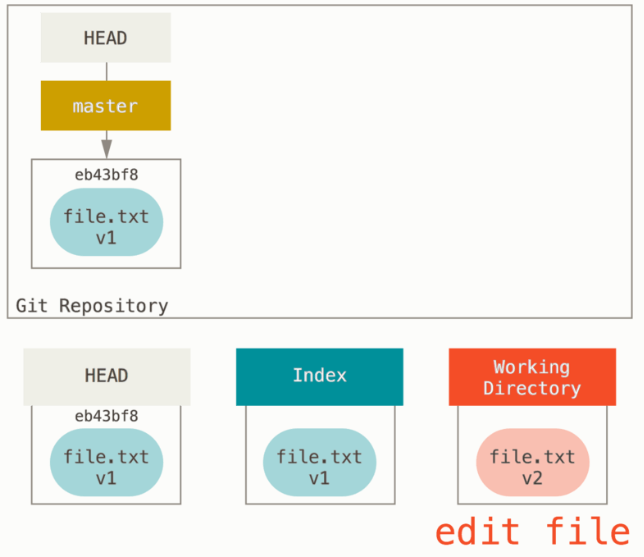 HEAD
master
eb43bf8
file.txt
v1
Git Repository
HEAD
eb43bf8
file.txt
v1
Index
file.txt
v1
Working
Directory
file.txt
v2
edit file